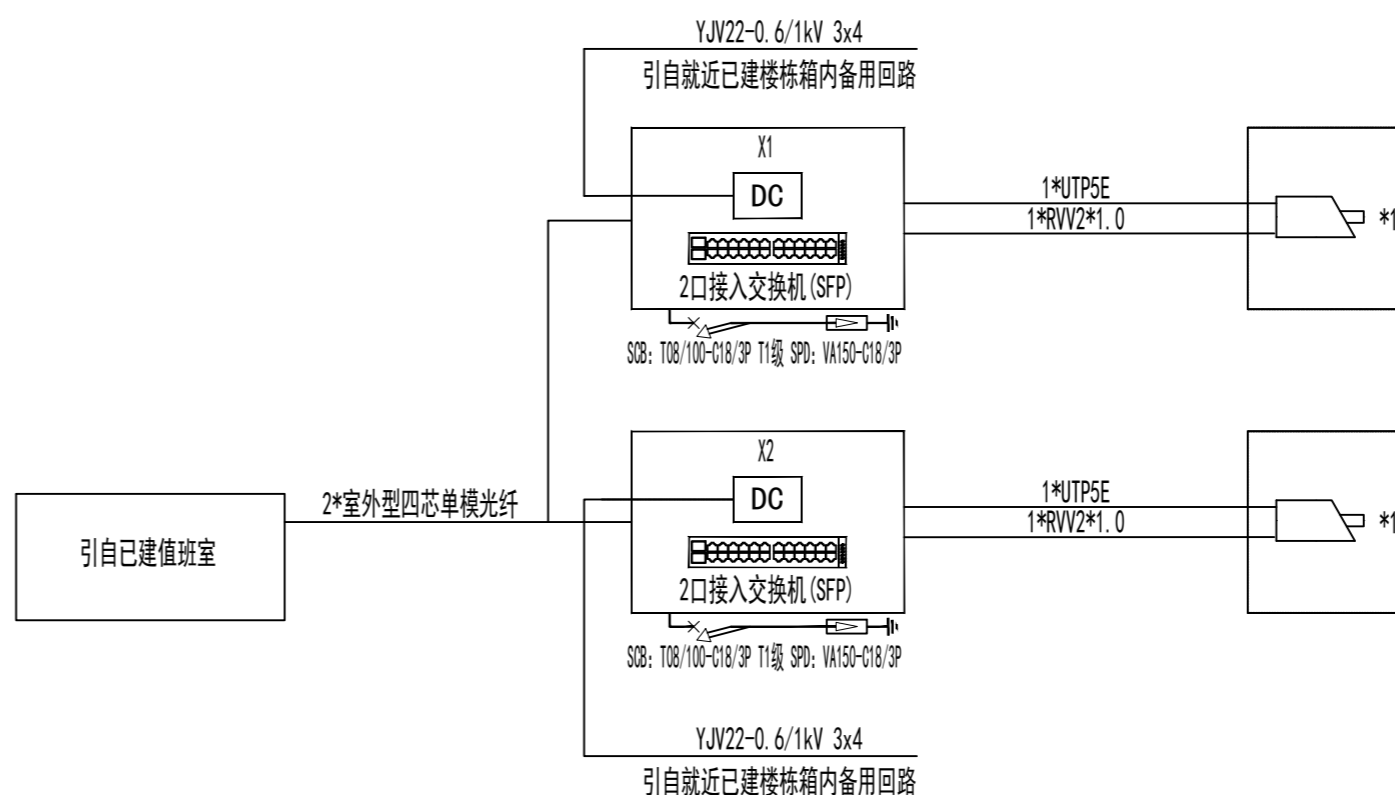 YJV22-0.6/1kV 3x4
引自就近已建楼栋箱内备用回路
X1
DC
2口接入交换机(SFP)
SCB: T08/100-C18/3P T1级 SPD: VA150-C18/3P
1*UTP5E
1*RVV2*1.0
*1
引自已建值班室
2*室外型四芯单模光纤
X2
DC
2口接入交换机(SFP)
SCB: T08/100-C18/3P T1级 SPD: VA150-C18/3P
1*UTP5E
1*RVV2*1.0
*1
YJV22-0.6/1kV 3x4
引自就近已建楼栋箱内备用回路